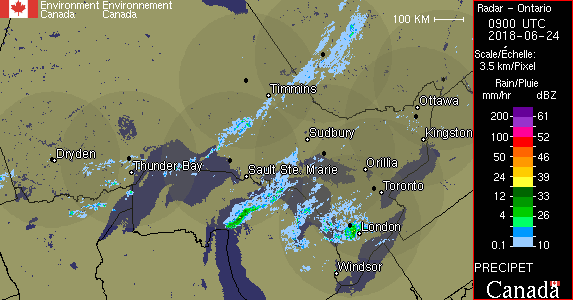 Environment Environnement
Canada Canada
100 KM
Timmins
Ottawa
Sudbury
Kingston
Dryden
Thunder Bay
Sault Ste. Marie
Orillia
Toronto
London
Windsor
Radar - Ontario
0900 UTC
2018-06-24
Scale/Échelle:
3.5 km/Pixel
Rain/Pluie
mm/hr dBZ
200 61
100 52
50 46
24 39
12 33
4 26
0.1 10
PRECIPET
Canada